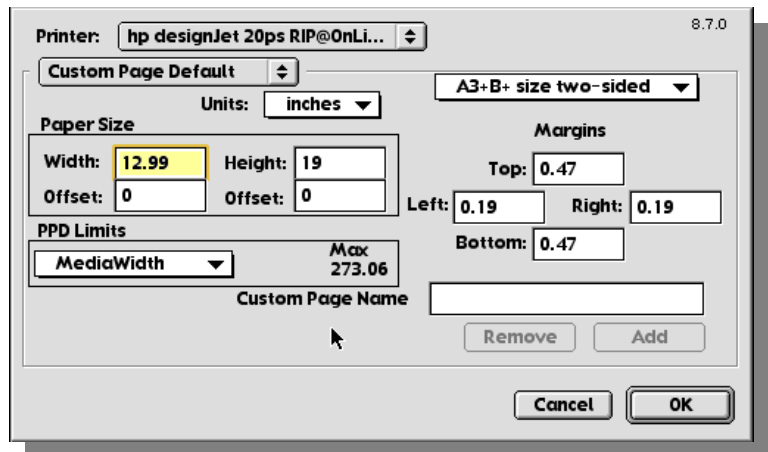 8.7.0
Printer: hp designJet 20ps RIP@OnLi...
Custom Page Default
A3+B+ size two-sided
Units: inches
Paper Size
Margins
Width: 12.99 Height: 19
Top: 0.47
Offset: 0 Offset: 0
Left: 0.19 Right: 0.19
PPD Limits
Bottom: 0.47
MediaWidth
Max
273.06
Custom Page Name
Remove Add
Cancel OK